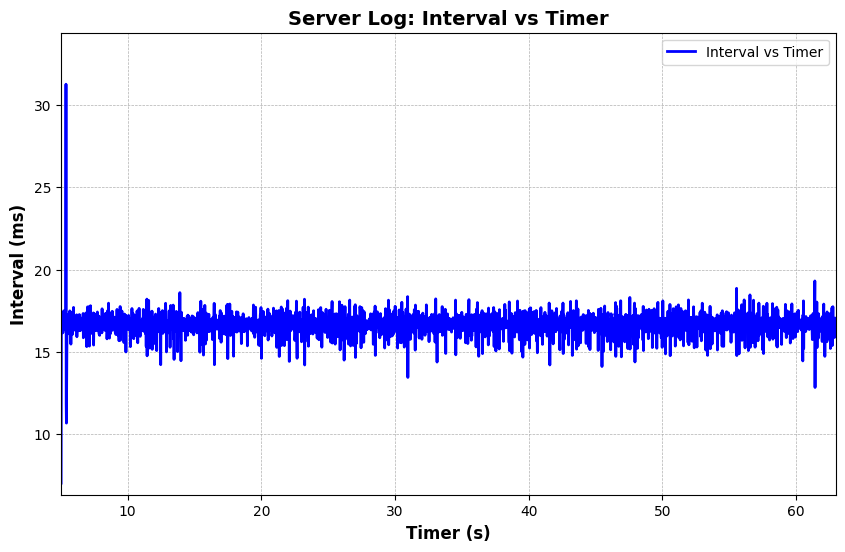 Server Log: Interval vs Timer
Interval vs Timer
Interval (ms)
30
25
20
15
10
10 20 30 40 50 60
Timer (s)